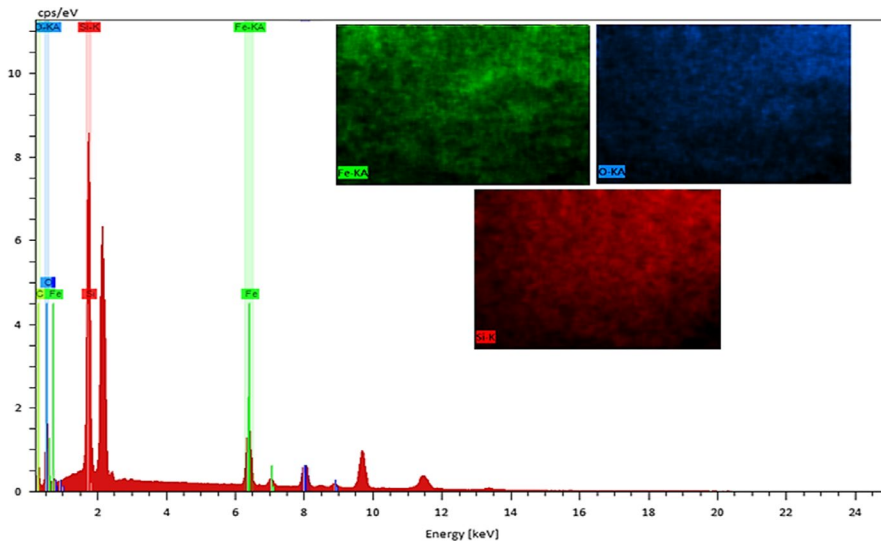 cps/eV
O-KA Si-K Fe-KA
10
8
6
4
2
0
O
C Fe Si Fe
2 4 6 8 10 12 14 16 18 20 22 24
Energy [keV]
Fe-KA
O-KA
Si-K